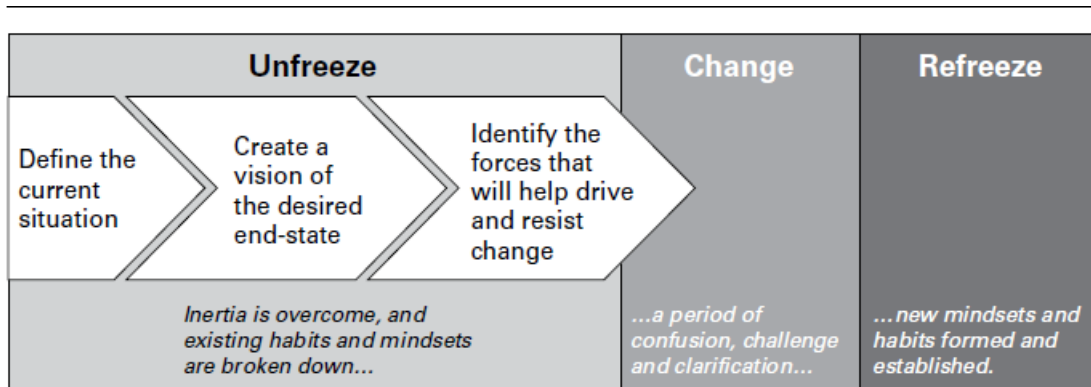 Unfreeze
Change
Refreeze
Define the
current
situation
Create a
vision of
the desired
end-state
Identify the
forces that
will help drive
and resist
change
Inertia is overcome, and
existing habits and mindsets
are broken down...
...a period of
confusion, challenge
and clarification...
...new mindsets and
habits formed and
established.